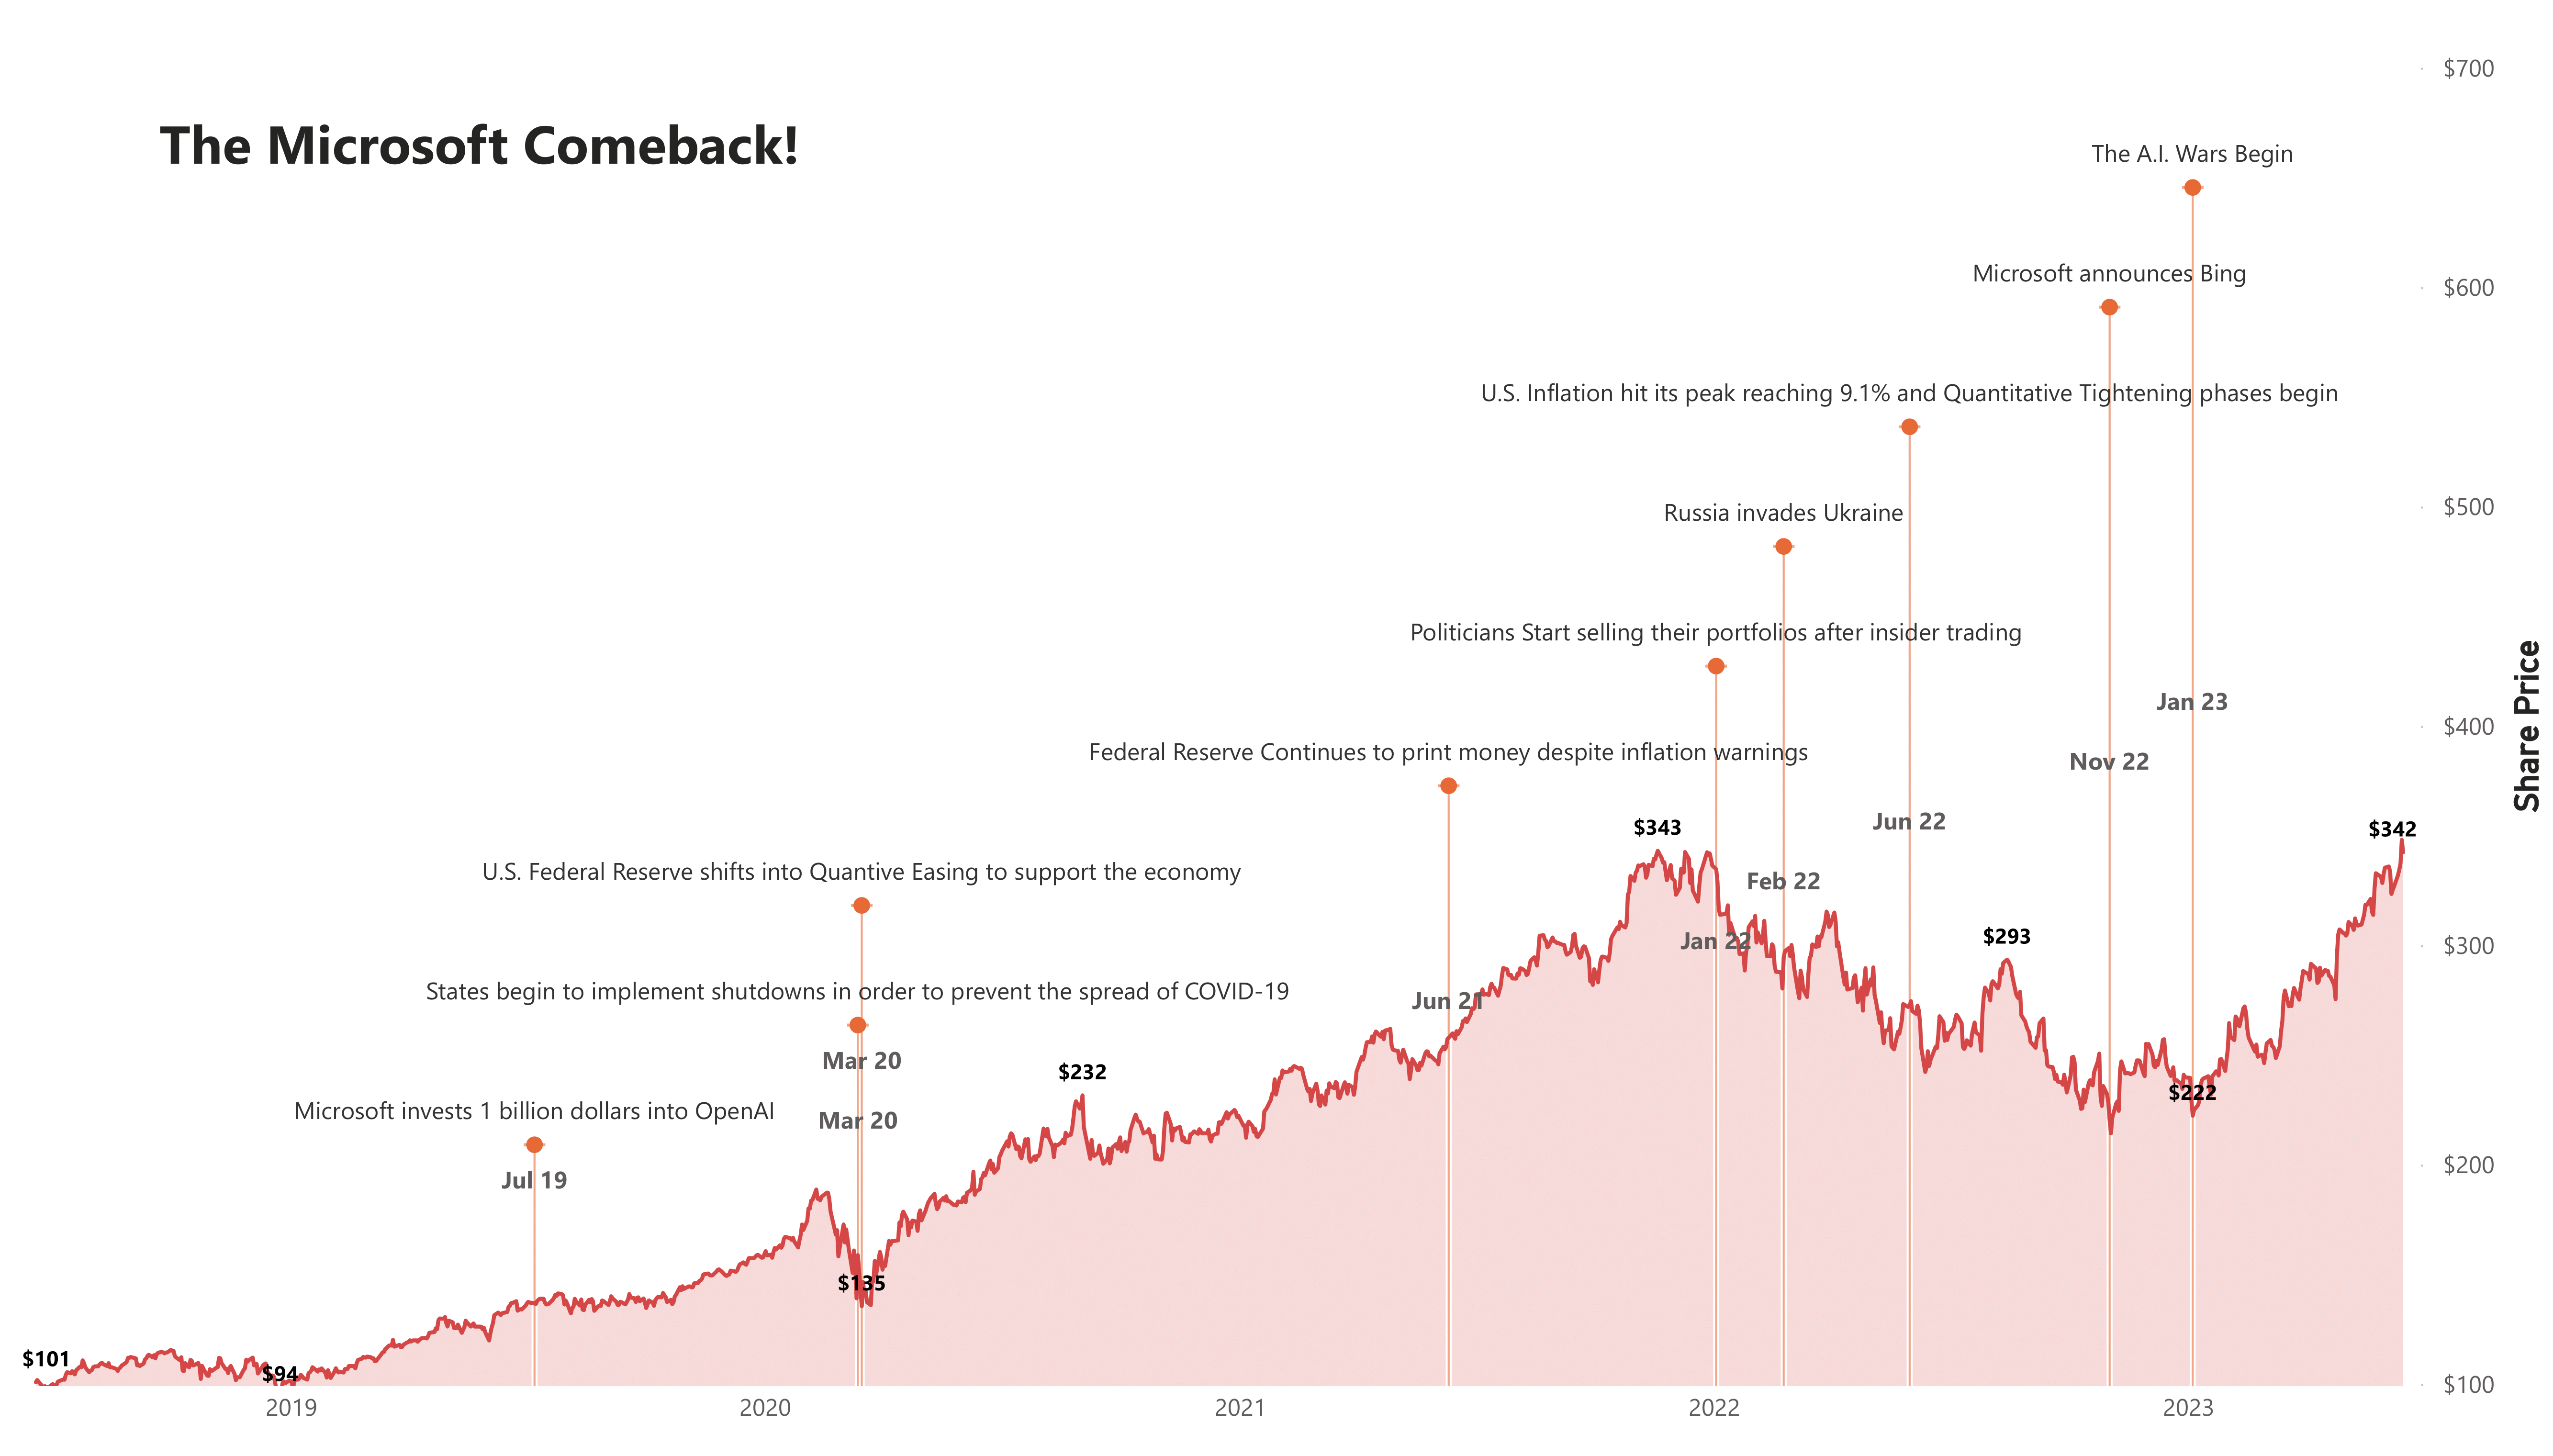 $700
The Microsoft Comeback!
The A.I. Wars Begin
Microsoft announces Bing
$600
U.S. Inflation hit its peak reaching 9.1% and Quantitative Tightening phases begin
Russia invades Ukraine
$500
Politicians Start selling their portfolios after insider trading
Jan 23
$400
Share Price
Federal Reserve Continues to print money despite inflation warnings
Nov 22
Jun 22
$343
$342
U.S. Federal Reserve shifts into Quantive Easing to support the economy
Feb 22
Jan 22
$293
$300
States begin to implement shutdowns in order to prevent the spread of COVID-19
Jun 21
Mar 20
$232
$222
Microsoft invests 1 billion dollars into OpenAI
Mar 20
$200
Jul 19
$135
$101
$94
$100
2019
2020
2021
2022
2023